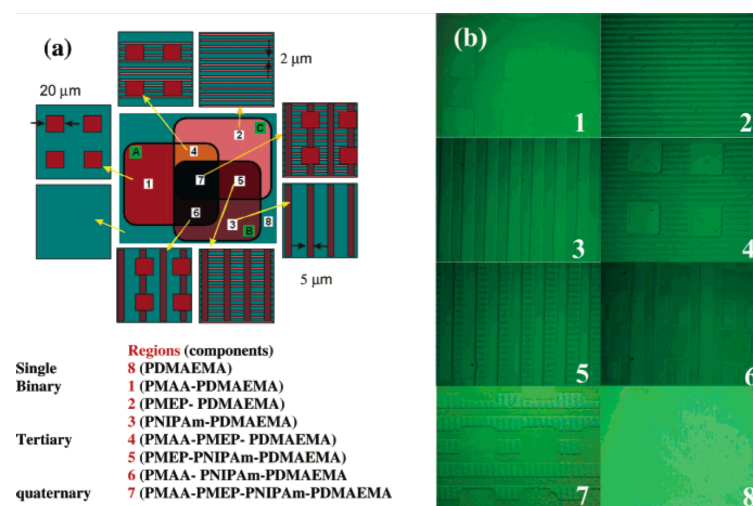 (a)
2 µm
20 µm
C
A
2
4
1
7
5
6
3
8
B
5 µm
Regions (components)
Single 8 (PDMAEMA)
Binary 1 (PMAA-PDMAEMA)
2 (PMEP- PDMAEMA)
3 (PNIPAm-PDMAEMA)
Tertiary 4 (PMAA-PMEP- PDMAEMA)
5 (PMEP-PNIPAm-PDMAEMA)
6 (PMAA- PNIPAm-PDMAEMA
quaternary 7 (PMAA-PMEP-PNIPAm-PDMAEMA
(b)
1
2
3
4
5
6
7
8